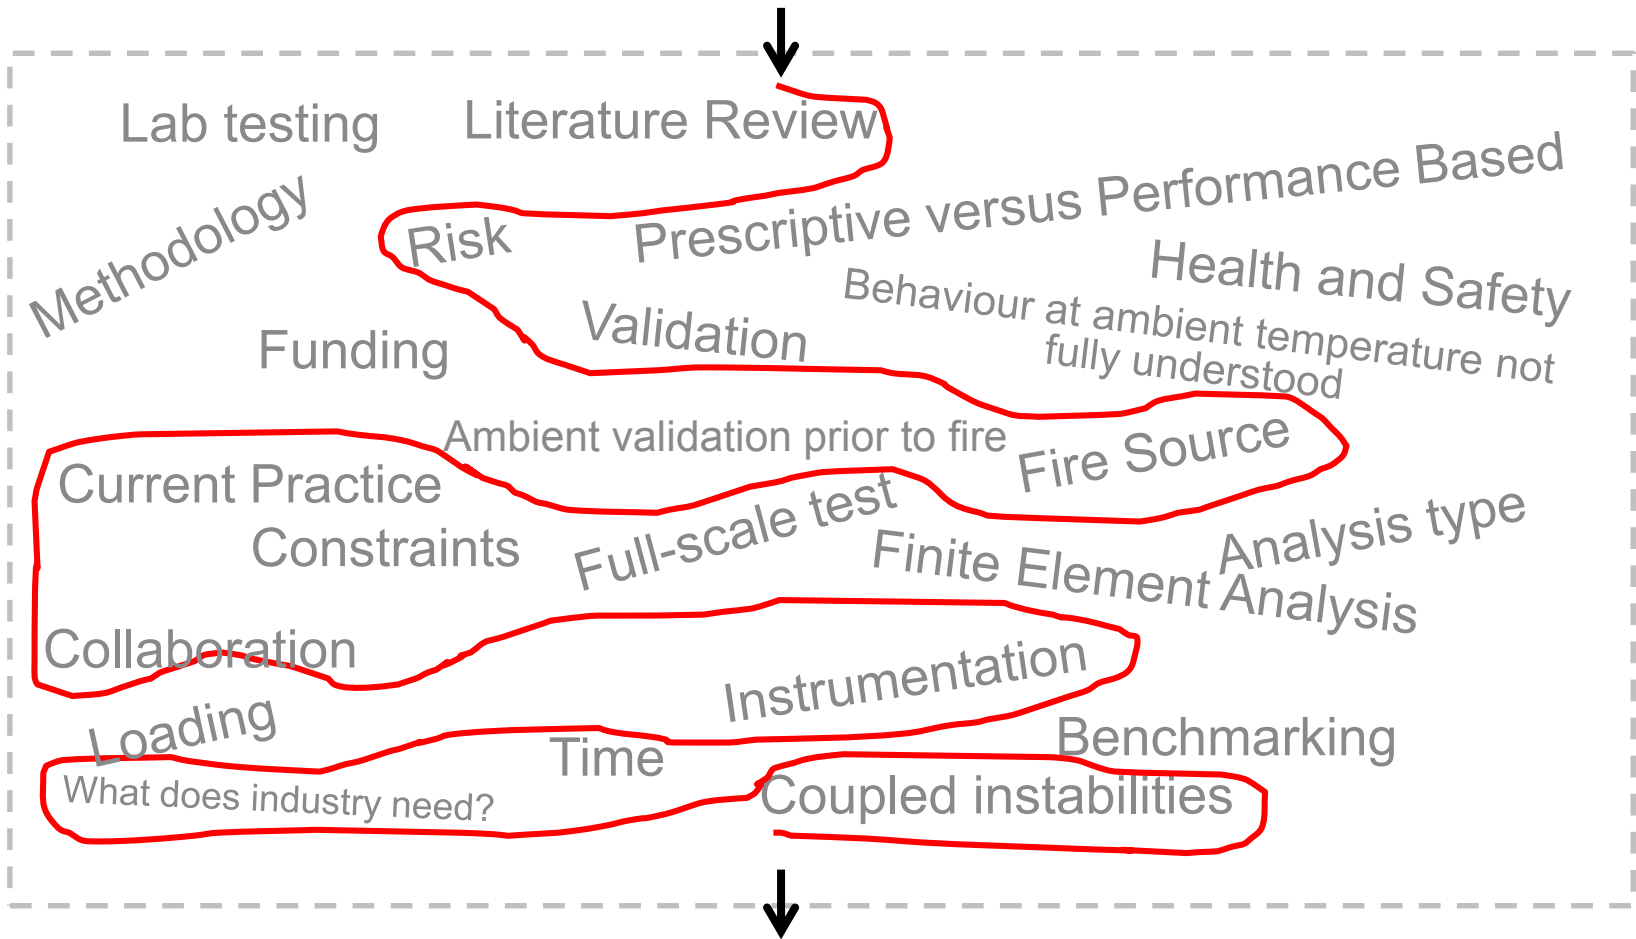 Lab testing
Literature Review
Methodology
Risk
Prescriptive versus Performance Based
Health and Safety
Behaviour at ambient temperature not
fully understood
Validation
Funding
Ambient validation prior to fire
Fire Source
Current Practice
Constraints
Full-scale test
Finite Element Analysis
Analysis type
Collaboration
Instrumentation
Loading
Time
Benchmarking
What does industry need?
Coupled instabilities